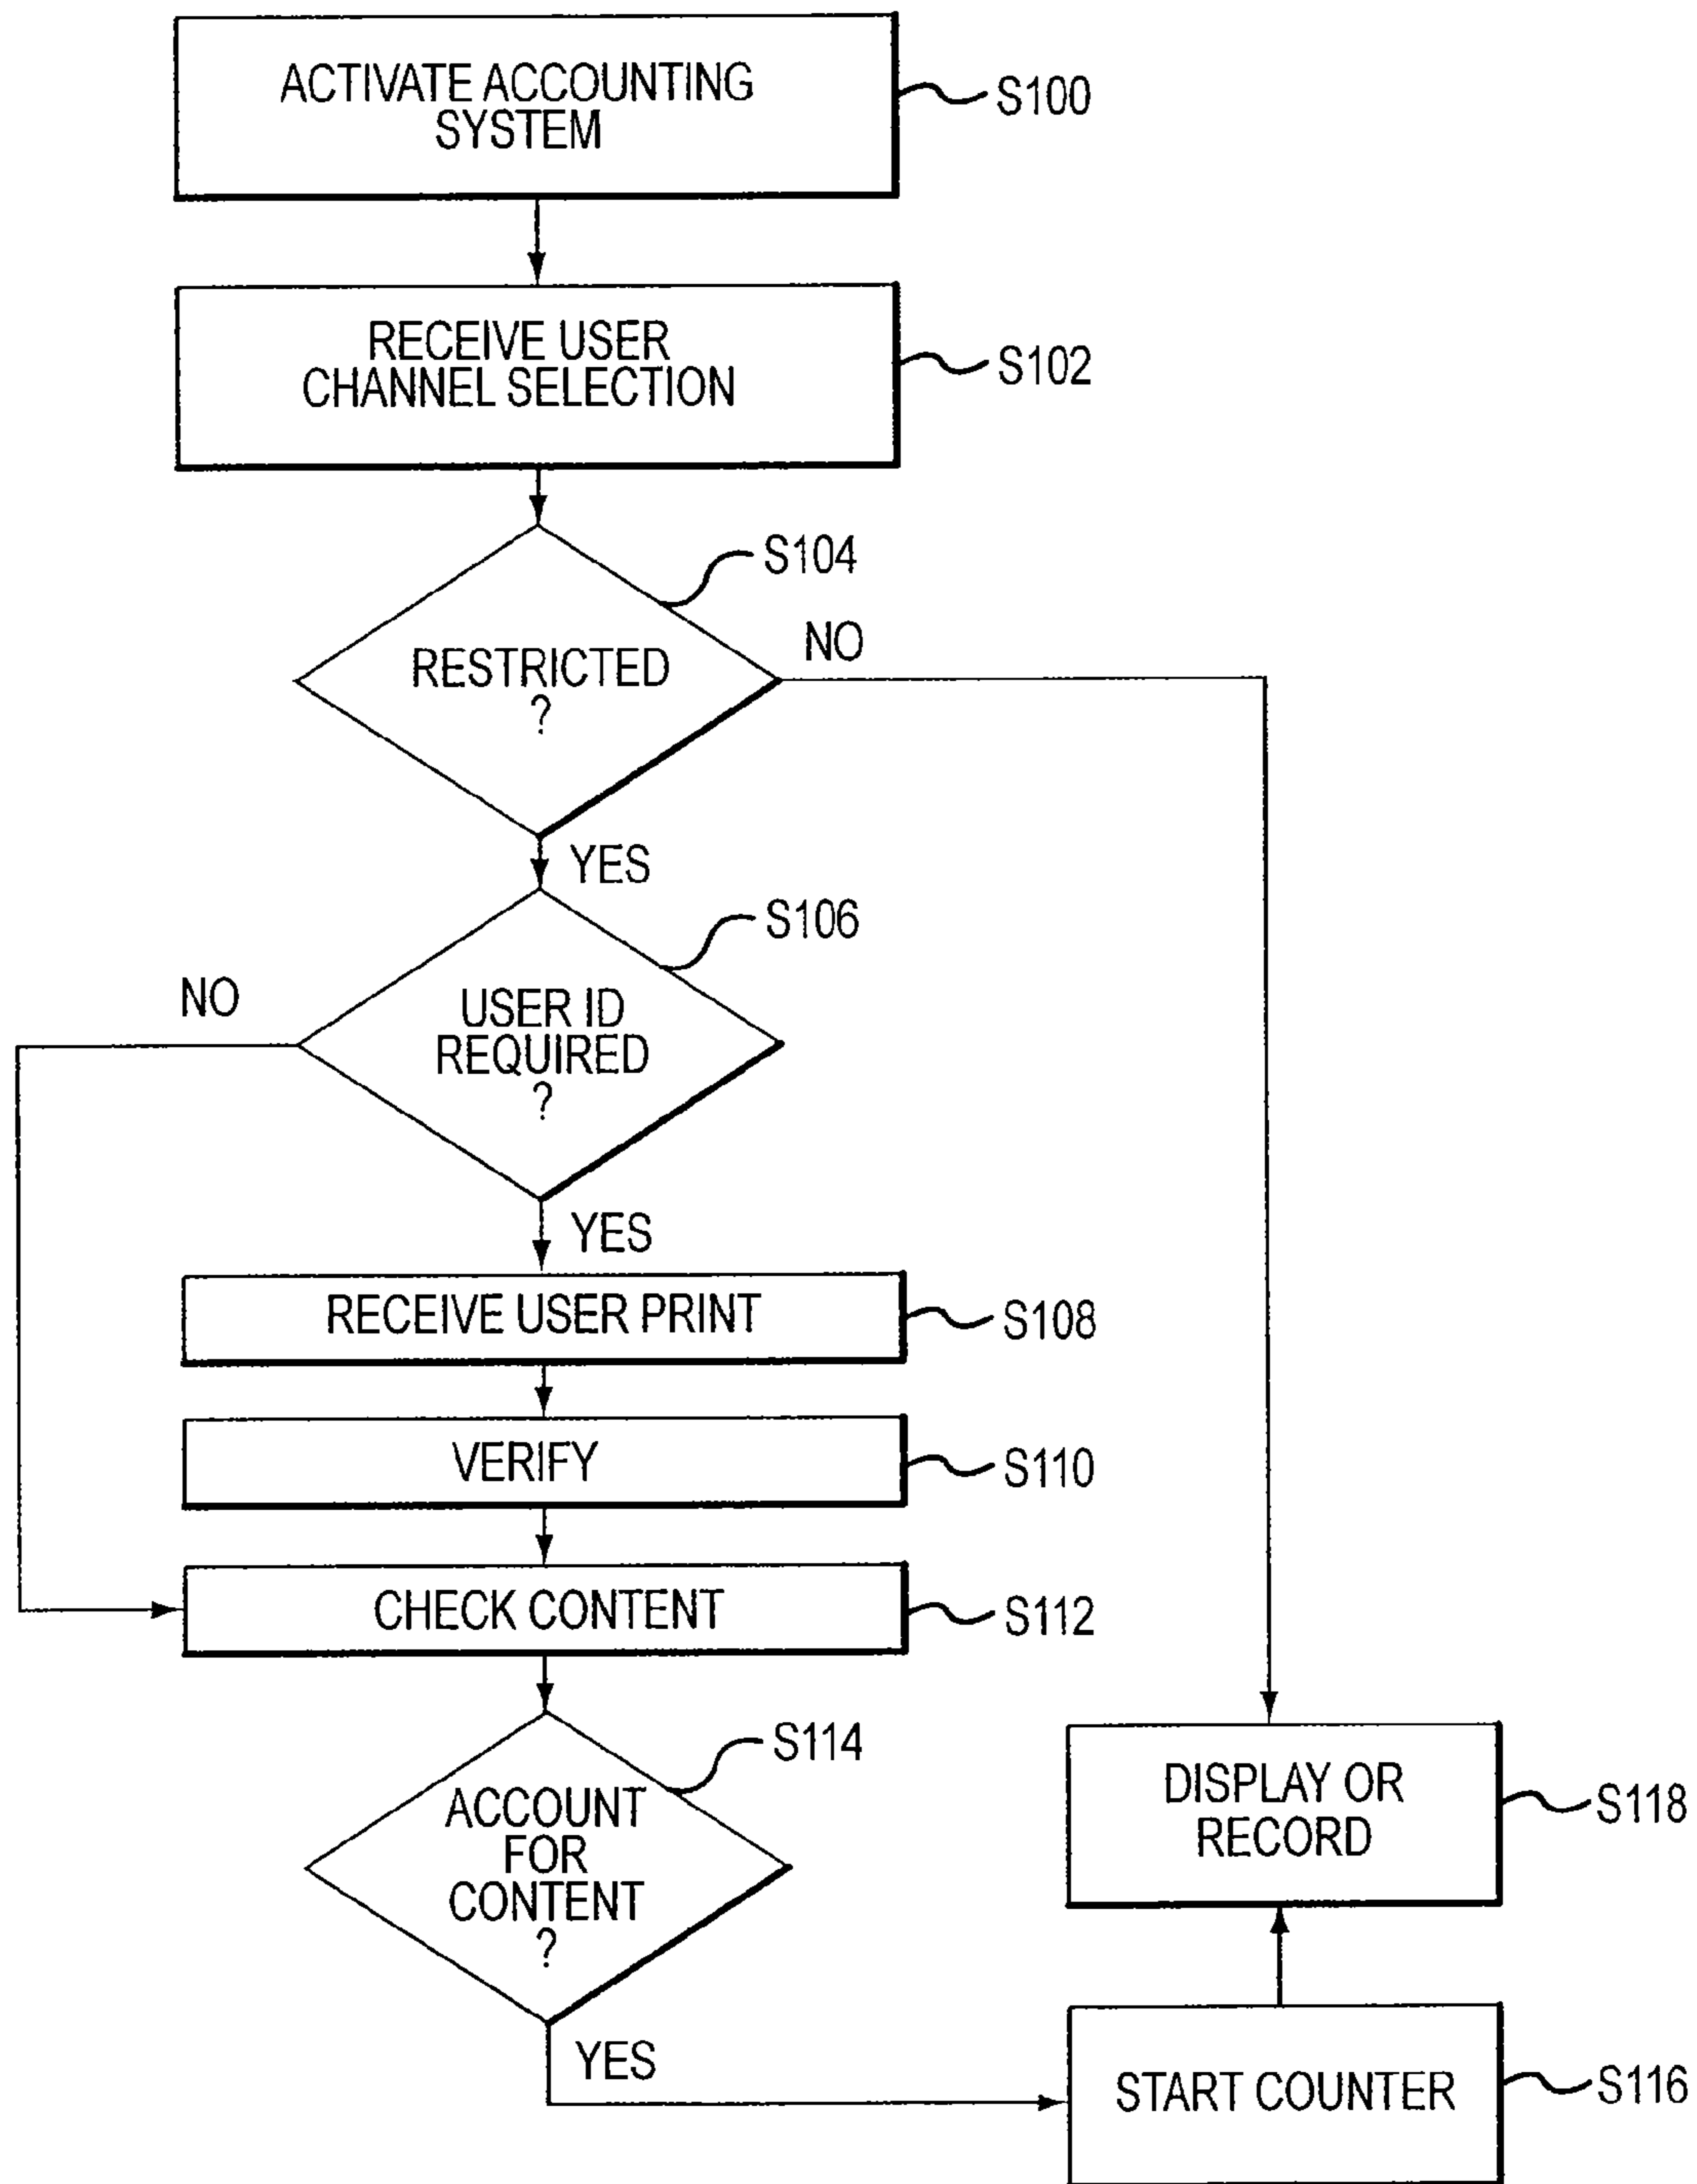 ACTIVATE ACCOUNTING
SYSTEM
S100
RECEIVE USER
CHANNEL SELECTION
S102
S104
RESTRICTED
?
NO
YES
S106
NO
USER ID
REQUIRED
?
YES
RECEIVE USER PRINT
S108
VERIFY
S110
CHECK CONTENT
S112
S114
ACCOUNT
FOR
CONTENT
?
YES
DISPLAY OR
RECORD
S118
START COUNTER
S116